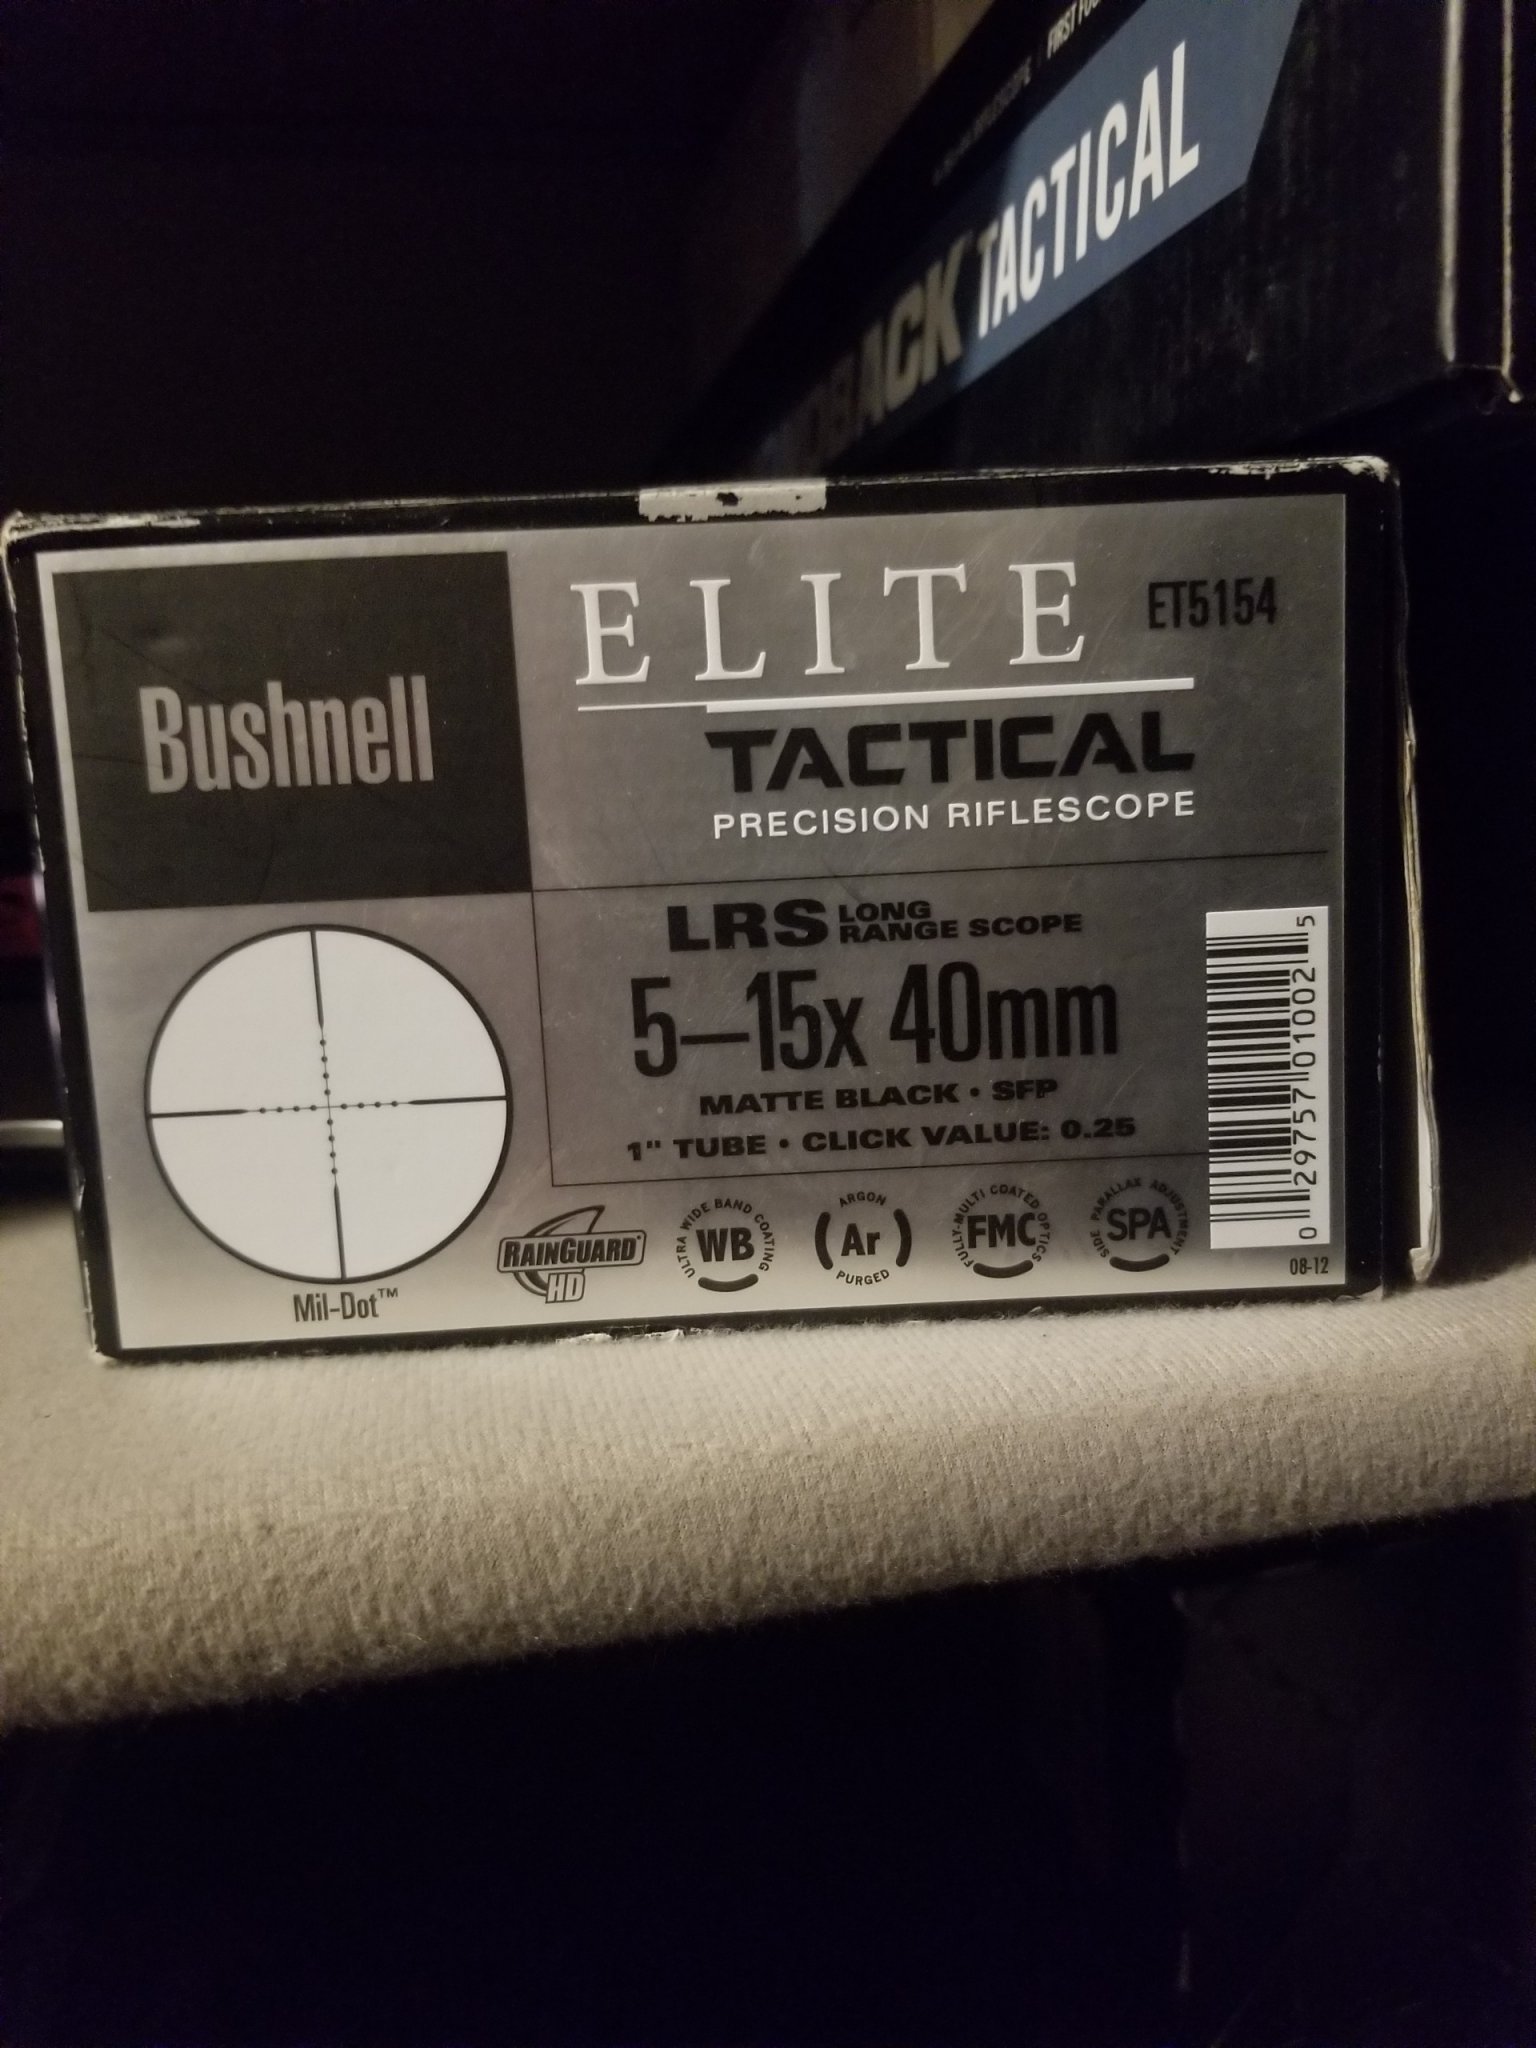 FIRST
TACTICAL
BACK
Bushnell
ELITE
ET5154
TACTICAL
PRECISION RIFLESCOPE
LRS LONG RANGE SCOPE
5–15x 40mm
MATTE BLACK • SFP
1" TUBE • CLICK VALUE: 0.25
Mil-Dot™
RAINGUARD® HD
ULTRA WIDE BAND COATING
WB
ARGON
Ar
PURGED
FULLY-MULTI COATED OPTICS
FMC
SIDE PARALLAX ADJUSTMENT
SPA
0 29757 01002 5
08-12